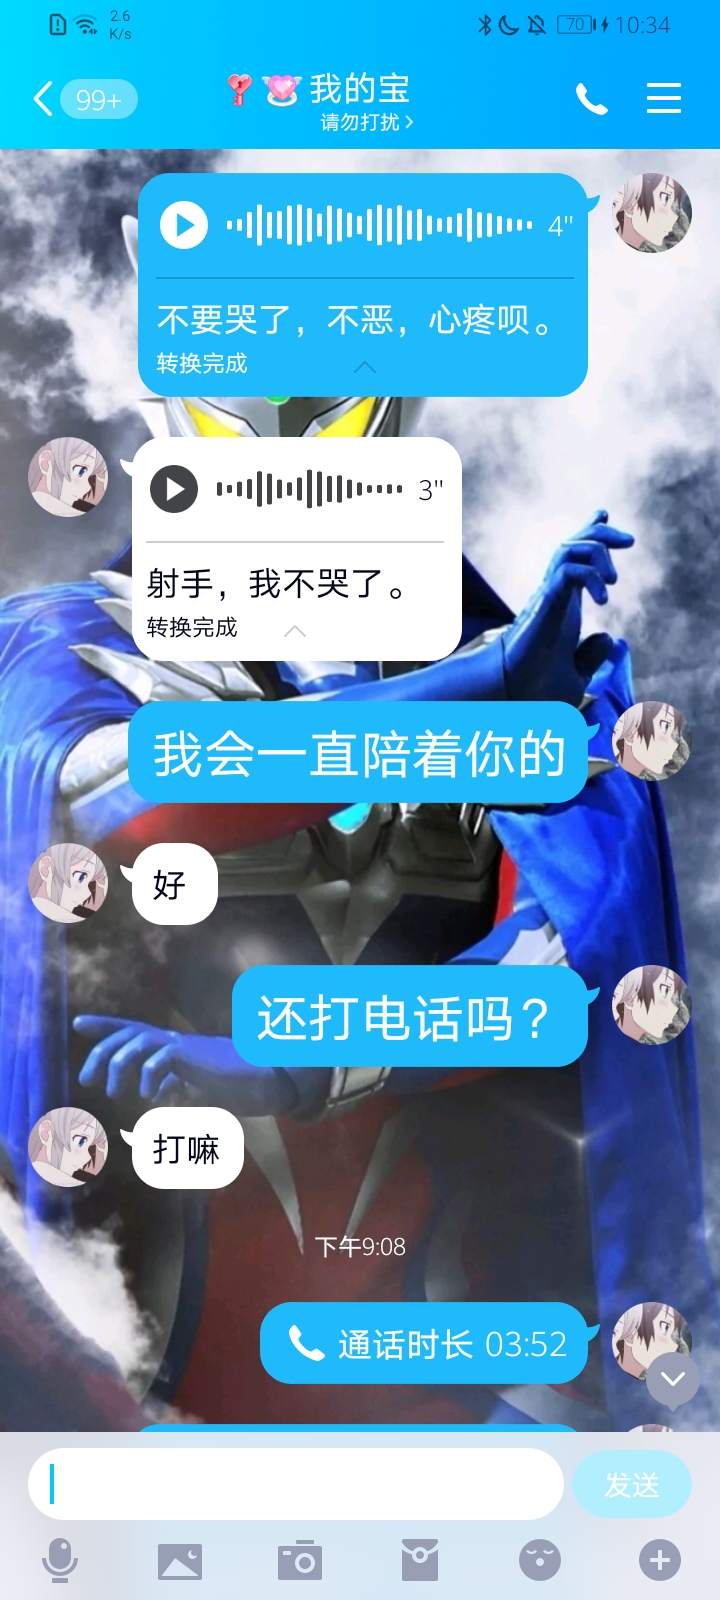 2.6
K/s
70
10:34
99+
我的宝
请勿打扰
4"
不要哭了，不恶，心疼呗。
转换完成
3"
射手，我不哭了。
转换完成
我会一直陪着你的
好
还打电话吗？
打嘛
下午9:08
通话时长 03:52
发送